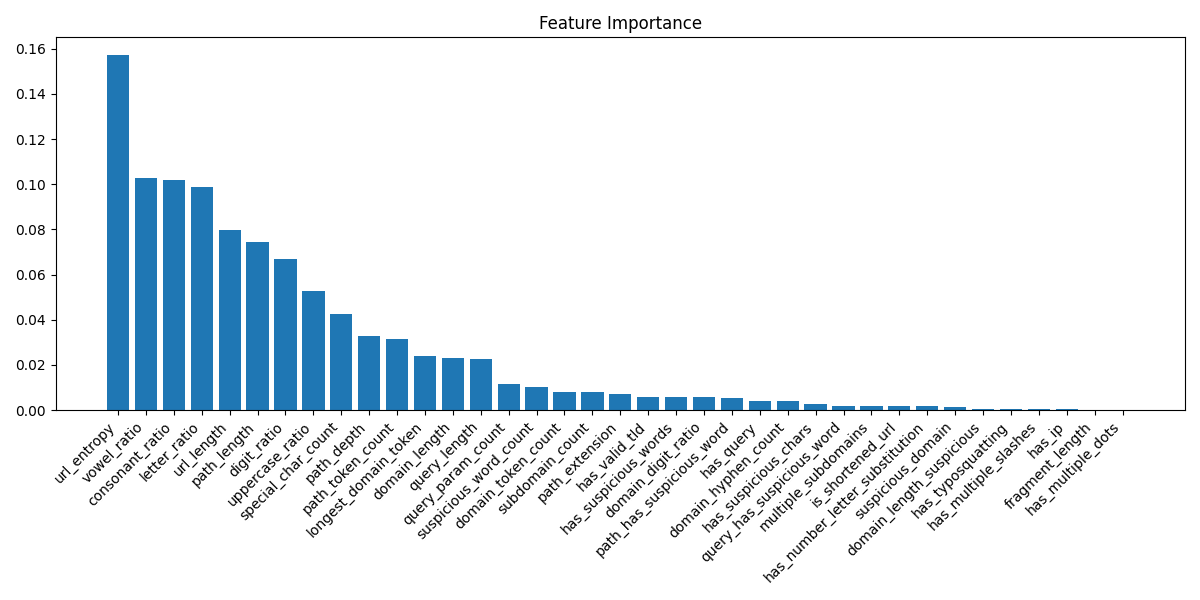 Feature Importance
0.16
0.14
0.12
0.10
0.08
0.06
0.04
0.02
0.00
url_entropy
vowel_ratio
consonant_ratio
letter_ratio
url_length
path_length
digit_ratio
uppercase_ratio
special_char_count
path_depth
path_token_count
longest_domain_token
domain_length
query_length
query_param_count
suspicious_word_count
domain_token_count
subdomain_count
path_extension
has_valid_tld
has_suspicious_words
domain_digit_ratio
path_has_suspicious_word
has_query
domain_hyphen_count
has_suspicious_chars
query_has_suspicious_word
multiple_subdomains
is_shortened_url
has_number_letter_substitution
suspicious_domain
domain_length_suspicious
has_typosquatting
has_multiple_slashes
has_ip
fragment_length
has_multiple_dots